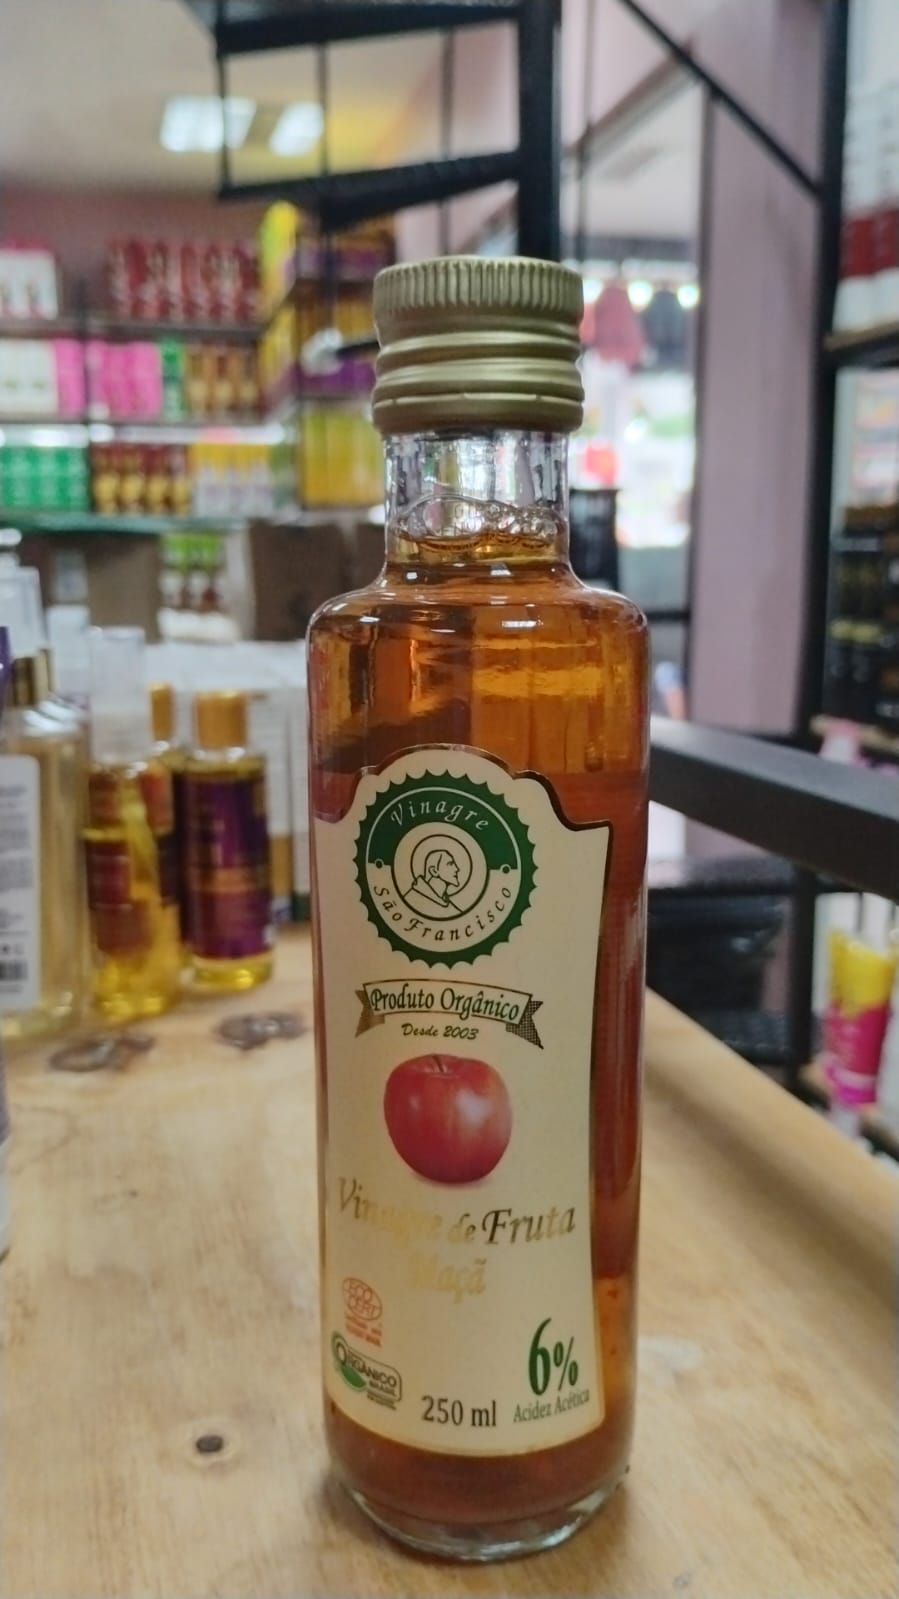 Vinagre
São Francisco
Produto Orgânico
Desde 2003
Vinagre de Fruta
Maçã
ECO
CERT
ORGÂNICO
BRASIL
250 ml
6%
Acidez Acética